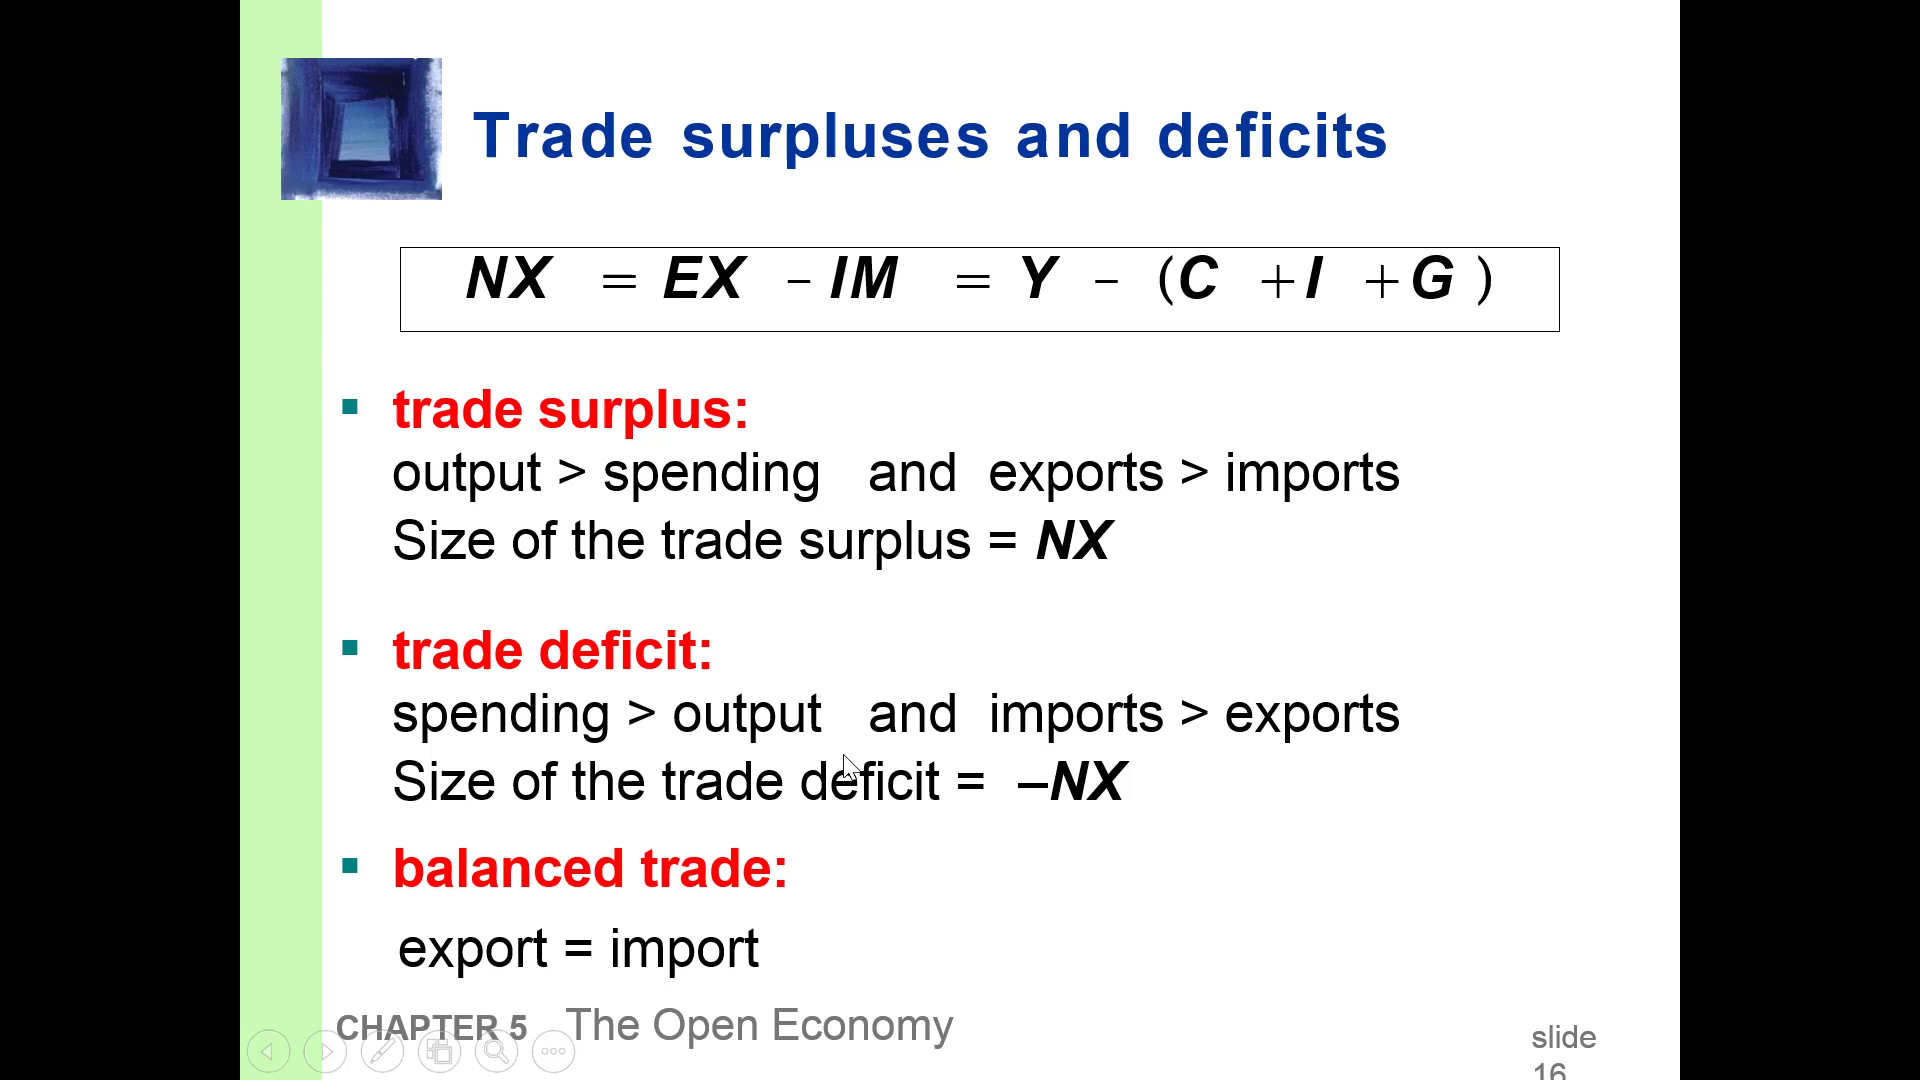 Trade surpluses and deficits
NX = EX – IM = Y – (C + I + G )
trade surplus:
output > spending and exports > imports
Size of the trade surplus = NX
trade deficit:
spending > output and imports > exports
Size of the trade deficit = –NX
balanced trade:
export = import
CHAPTER 5 The Open Economy
slide
16